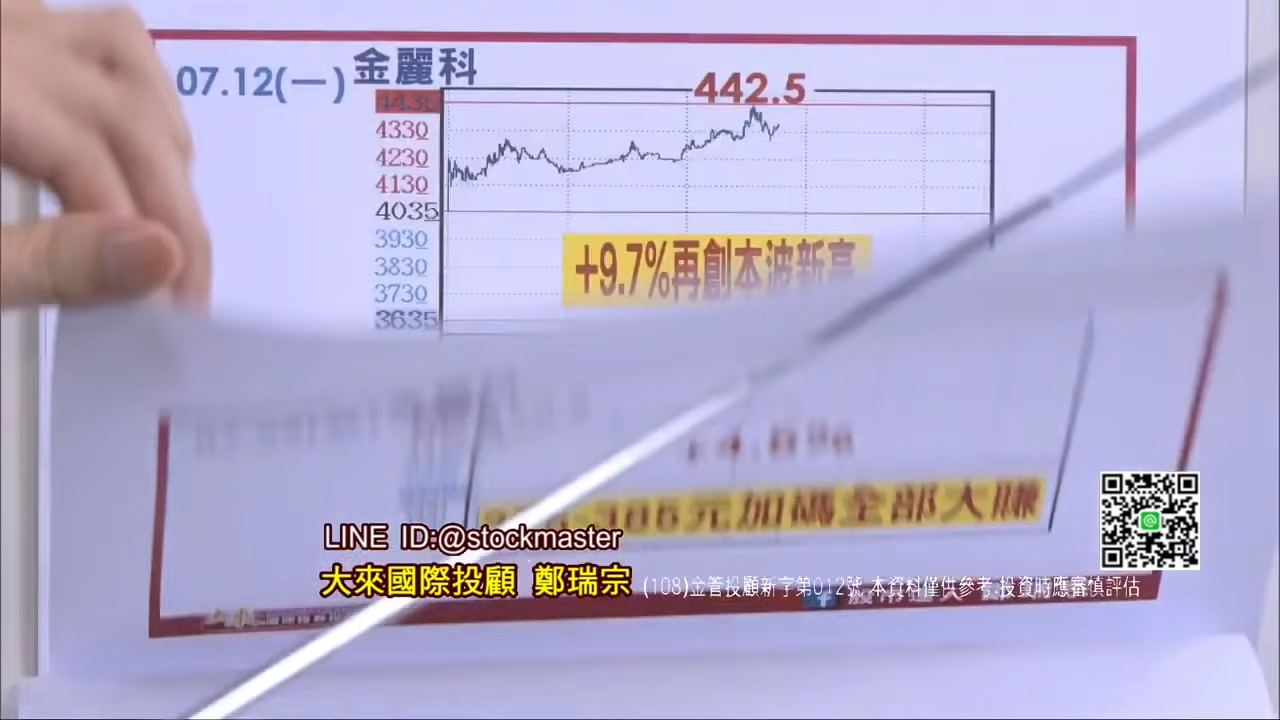 07.12(一)
金麗科
442.5
4435
4330
4230
4130
4035
3930
3830
3730
3635
+9.7%再創本波新高
元加碼全部大賺
LINE ID:@stockmaster
大來國際投顧 鄭瑞宗
(108)金管投顧新字第012號.本資料僅供參考.投資時應審慎評估